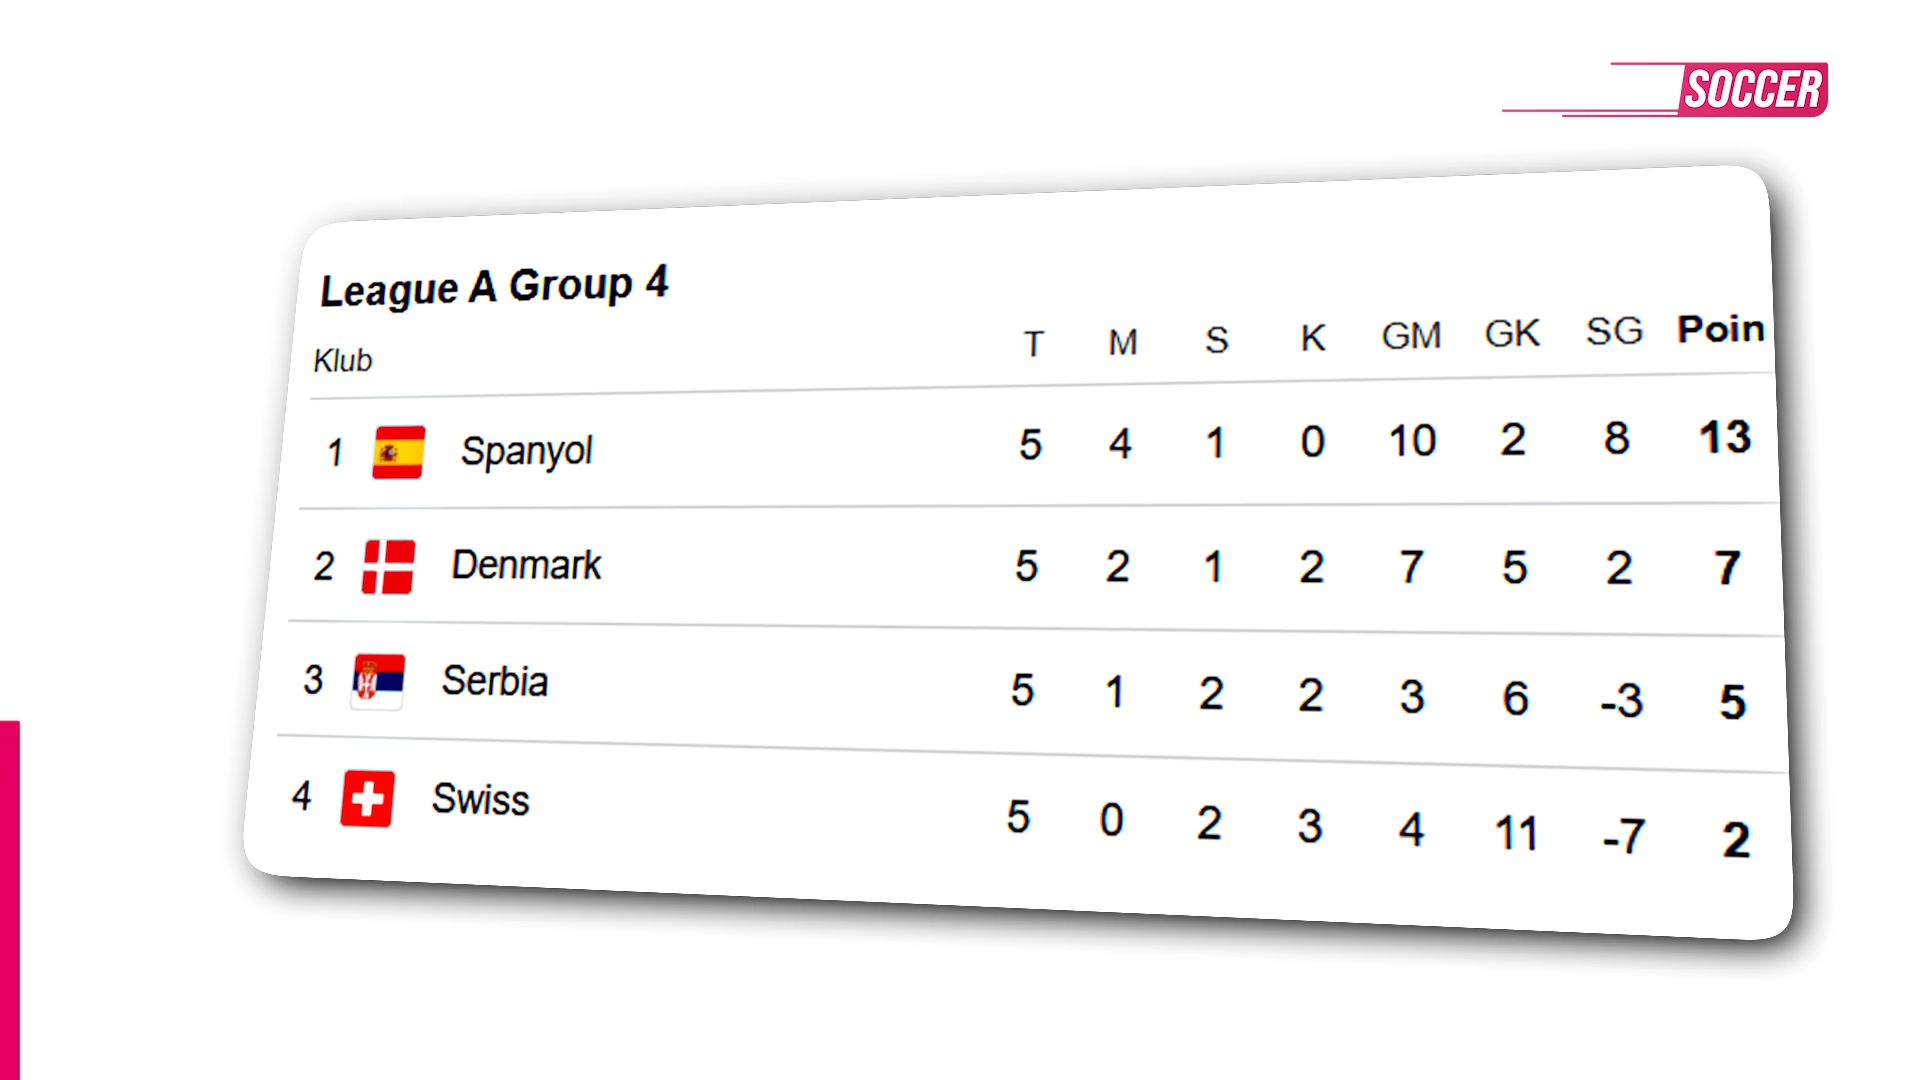 SOCCER
League A Group 4
Klub T M S K GM GK SG Poin
1 Spanyol 5 4 1 0 10 2 8 13
2 Denmark 5 2 1 2 7 5 2 7
3 Serbia 5 1 2 2 3 6 -3 5
4 Swiss 5 0 2 3 4 11 -7 2